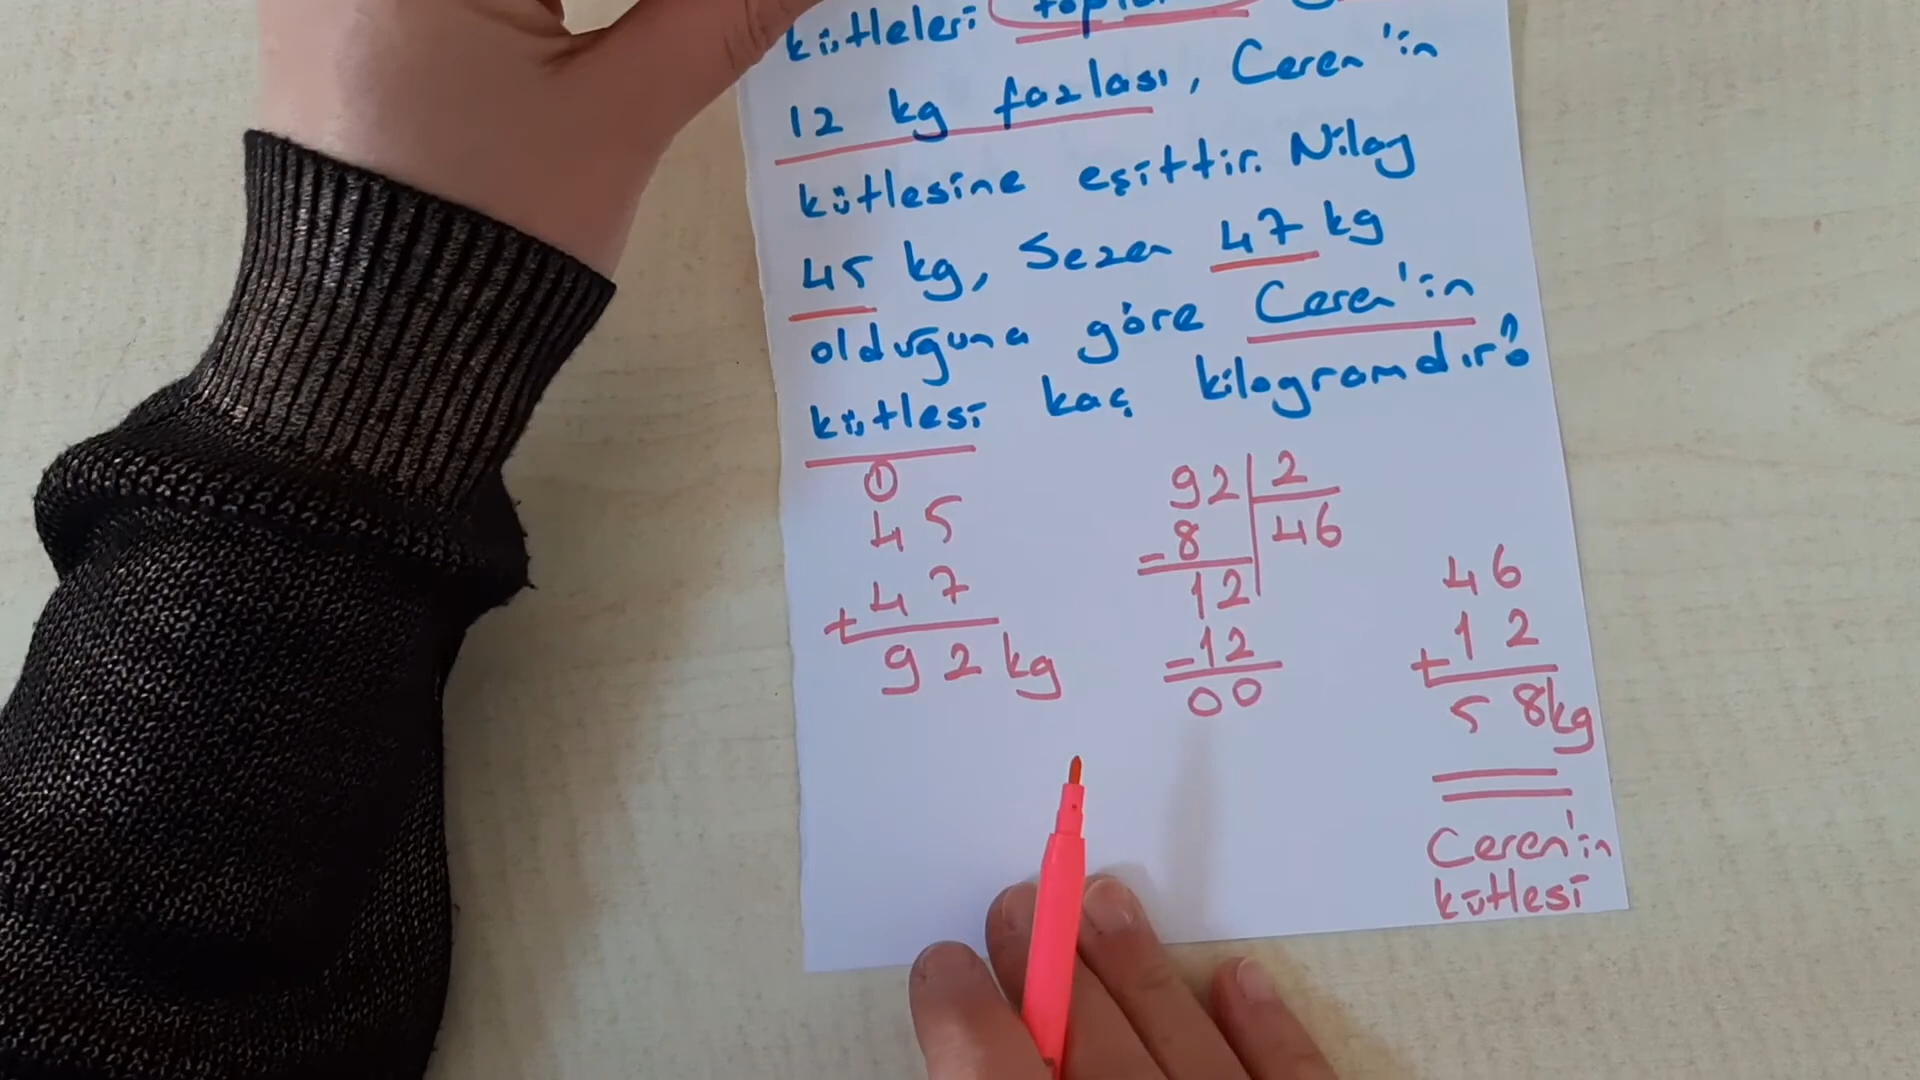 kütleleri
12 kg fazlası, Ceren'in
kütlesine eşittir. Nilay
45 kg, Sezen 47 kg
olduğuna göre Ceren'in
kütlesi kaç kilogramdır?
1
45
+47
92 kg
92 2
-8 46
12
-12
00
46
+12
58kg
Ceren'in
kütlesi